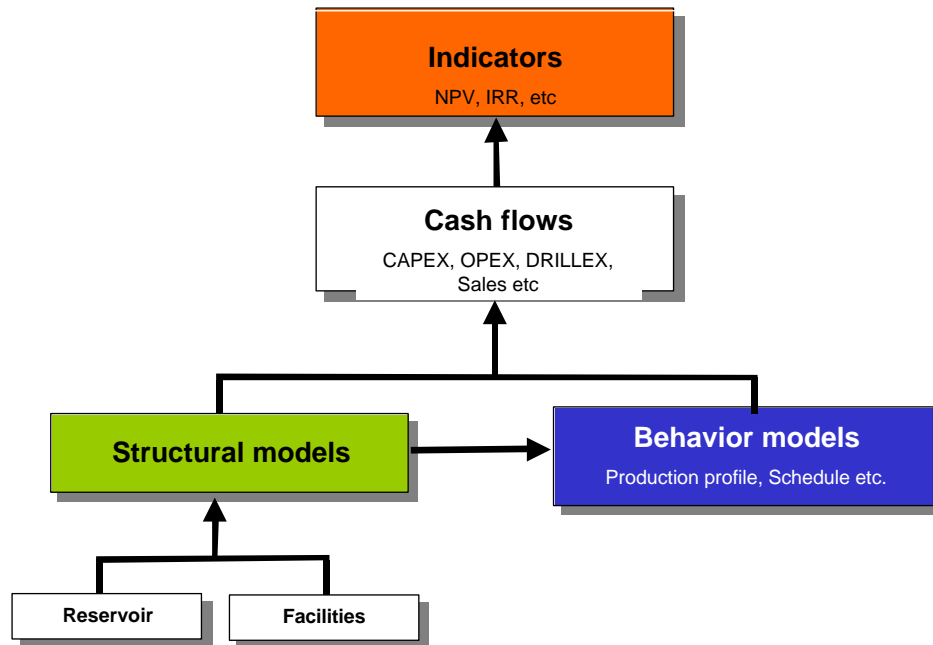 Indicators
NPV, IRR, etc
Cash flows
CAPEX, OPEX, DRILLEX,
Sales etc
Structural models
Behavior models
Production profile, Schedule etc.
Reservoir
Facilities